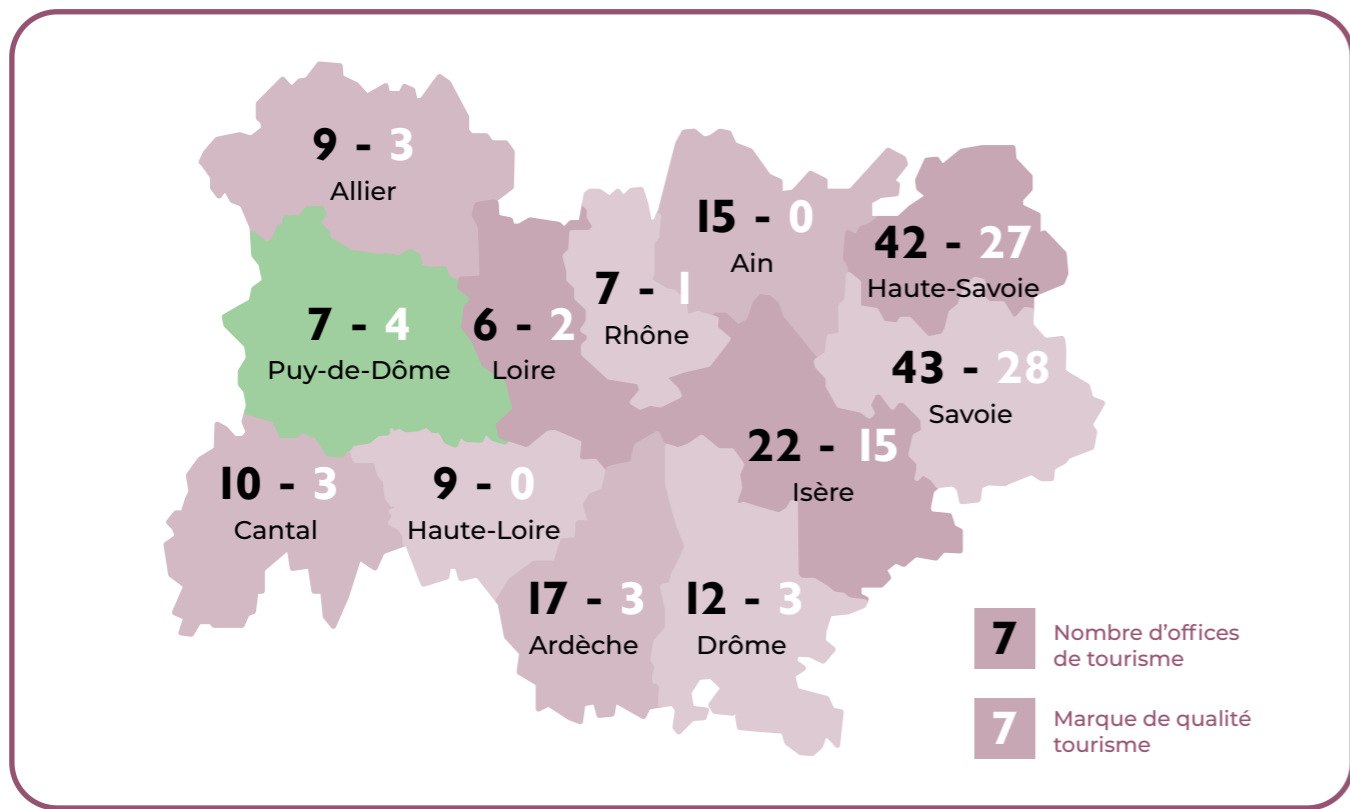 9 - 3
Allier
15 - 0
Ain
42 - 27
Haute-Savoie
7 - 1
Rhône
7 - 4
Puy-de-Dôme
6 - 2
Loire
43 - 28
Savoie
22 - 15
Isère
10 - 3
Cantal
9 - 0
Haute-Loire
17 - 3
Ardèche
12 - 3
Drôme
7
Nombre d’offices
de tourisme
7
Marque de qualité
tourisme